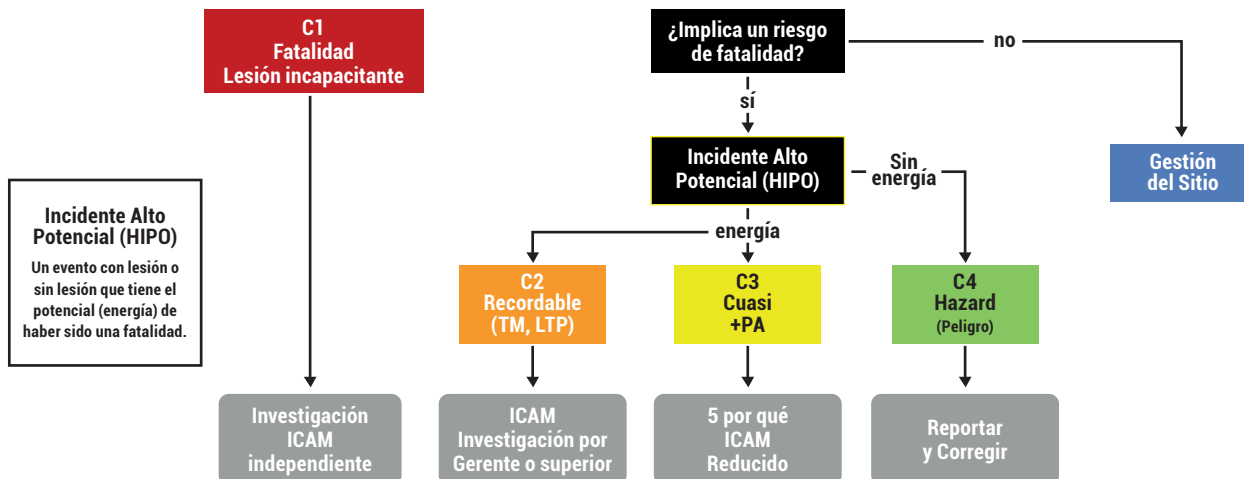 C1
Fatalidad
Lesión incapacitante
¿Implica un riesgo
de fatalidad?
no
sí
Incidente Alto
Potencial (HIPO)
Sin
energía
Gestión
del Sitio
Incidente Alto
Potencial (HIPO)
Un evento con lesión o
sin lesión que tiene el
potencial (energía) de
haber sido una fatalidad.
energía
C2
Recordable
(TM, LTP)
C3
Cuasi
+PA
C4
Hazard
(Peligro)
Investigación
ICAM
independiente
ICAM
Investigación por
Gerente o superior
5 por qué
ICAM
Reducido
Reportar
y Corregir